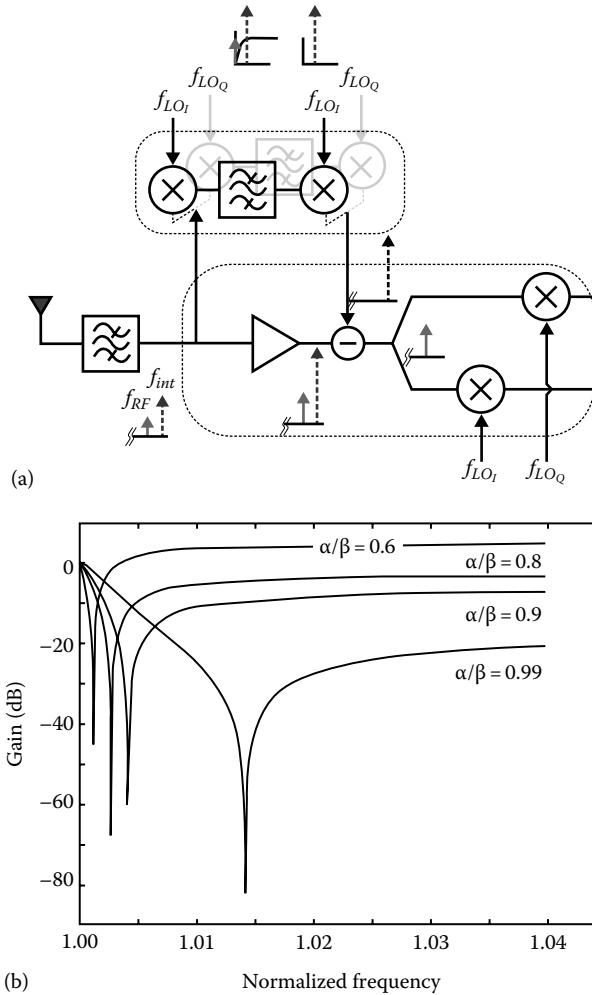 f_LO_Q f_LO_Q
f_LO_I f_LO_I
f_int
f_RF
f_LO_I f_LO_Q
(a)
0
−20
−40
−60
−80
Gain (dB)
α/β = 0.6
α/β = 0.8
α/β = 0.9
α/β = 0.99
1.00 1.01 1.02 1.03 1.04
(b)
Normalized frequency